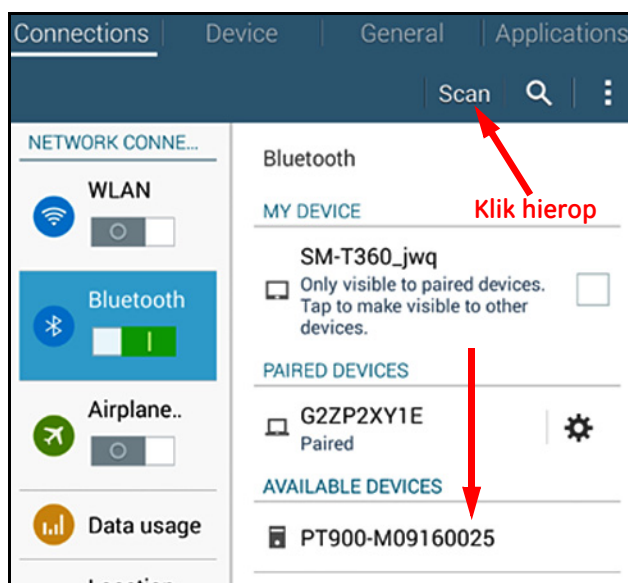 Connections Device General Applications
Scan
NETWORK CONNE...
Bluetooth
WLAN
MY DEVICE
Klik hierop
SM-T360_jwq
Only visible to paired devices.
Tap to make visible to other
devices.
Bluetooth
PAIRED DEVICES
Airplane..
G2ZP2XY1E
Paired
AVAILABLE DEVICES
Data usage
PT900-M09160025